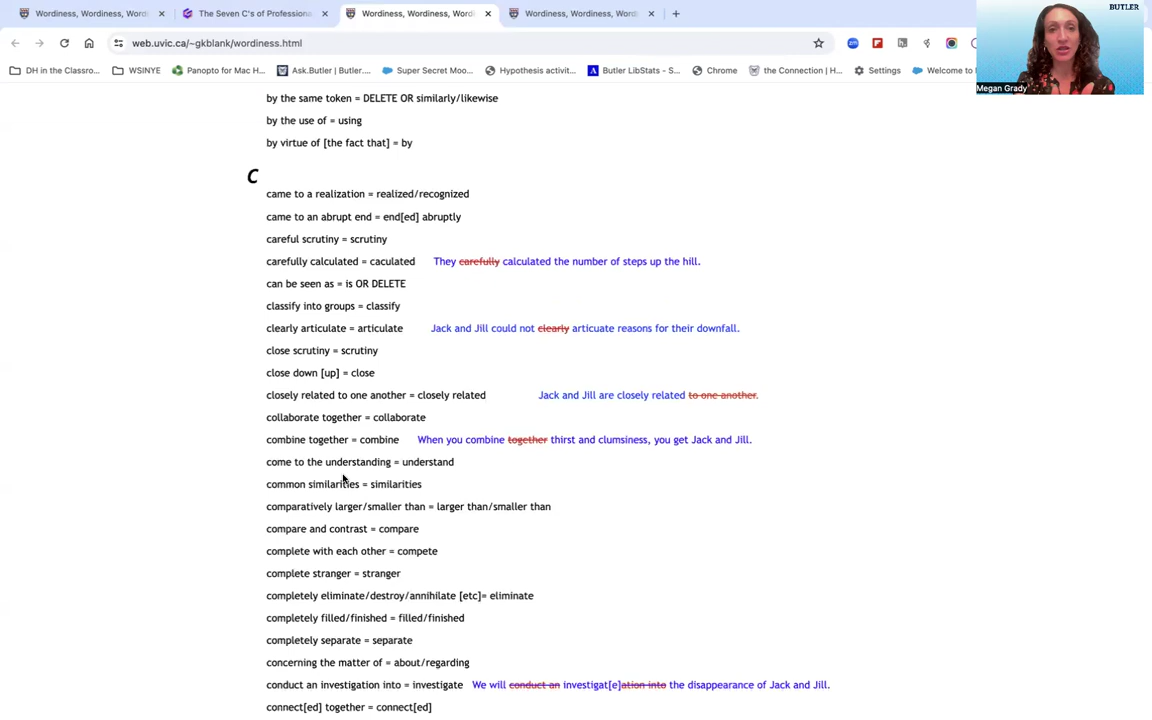 Wordiness, Wordiness, Word
The Seven C's of Professiona
Wordiness, Wordiness, Wordi
Wordiness, Wordiness, Wordi
BUTLER
web.uvic.ca/~gkblank/wordiness.html
DH in the Classro...
WSINYE
Panopto for Mac H...
Ask.Butler | Butler....
Super Secret Moo...
Hypothesis activit...
Butler LibStats – S...
Chrome
the Connection | H...
Settings
Welcome to
Megan Grady
by the same token = DELETE OR similarly/likewise
by the use of = using
by virtue of [the fact that] = by
C
came to a realization = realized/recognized
came to an abrupt end = end[ed] abruptly
careful scrutiny = scrutiny
carefully calculated = caculated They carefully calculated the number of steps up the hill.
can be seen as = is OR DELETE
classify into groups = classify
clearly articulate = articulate Jack and Jill could not clearly articuate reasons for their downfall.
close scrutiny = scrutiny
close down [up] = close
closely related to one another = closely related Jack and Jill are closely related to one another.
collaborate together = collaborate
combine together = combine When you combine together thirst and clumsiness, you get Jack and Jill.
come to the understanding = understand
common similarities = similarities
comparatively larger/smaller than = larger than/smaller than
compare and contrast = compare
complete with each other = compete
complete stranger = stranger
completely eliminate/destroy/annihilate [etc]= eliminate
completely filled/finished = filled/finished
completely separate = separate
concerning the matter of = about/regarding
conduct an investigation into = investigate We will conduct an investigat[e]ation into the disappearance of Jack and Jill.
connect[ed] together = connect[ed]